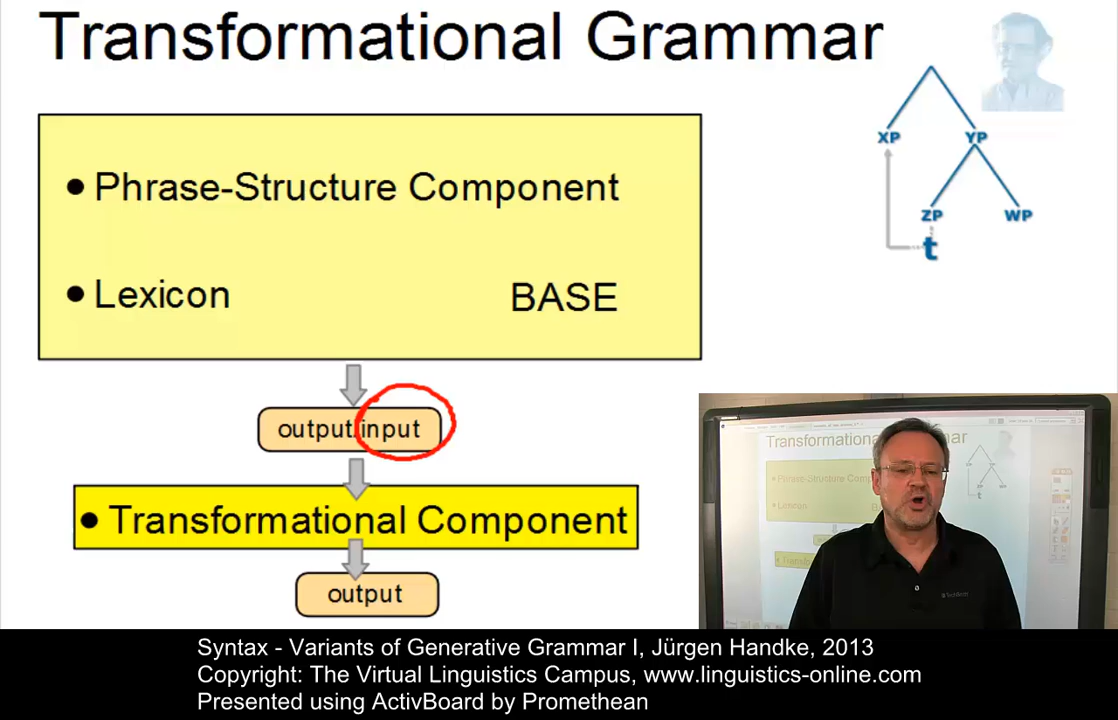 Transformational Grammar
• Phrase-Structure Component
• Lexicon
BASE
output/input
• Transformational Component
output
XP
YP
ZP
WP
t
Transformational Grammar
Syntax - Variants of Generative Grammar I, Jürgen Handke, 2013
Copyright: The Virtual Linguistics Campus, www.linguistics-online.com
Presented using ActivBoard by Promethean